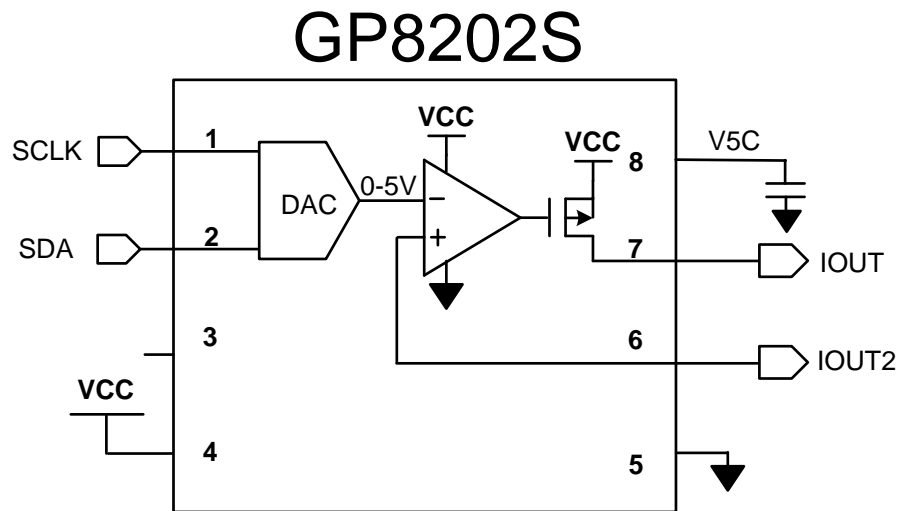 GP8202S
VCC
VCC
SCLK
1
8
V5C
DAC
0-5V
−
SDA
2
+
7
IOUT
3
6
IOUT2
VCC
4
5